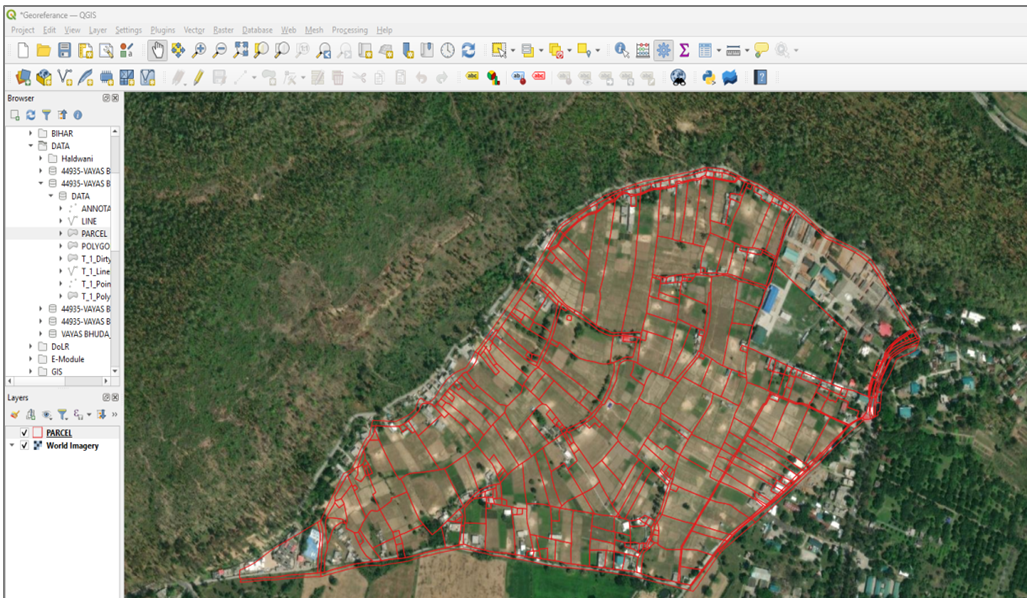 *Georeferance — QGIS
Project Edit View Layer Settings Plugins Vector Raster Database Web Mesh Processing Help
Browser
BIHAR
DATA
Haldwani
44935-VAYAS B
44935-VAYAS B
DATA
ANNOTA
LINE
PARCEL
POLYGO
T_1_Dirty
T_1_Line
T_1_Poin
T_1_Poly
44935-VAYAS B
44935-VAYAS B
VAYAS BHUDA
DoLR
E-Module
GIS
Layers
PARCEL
World Imagery